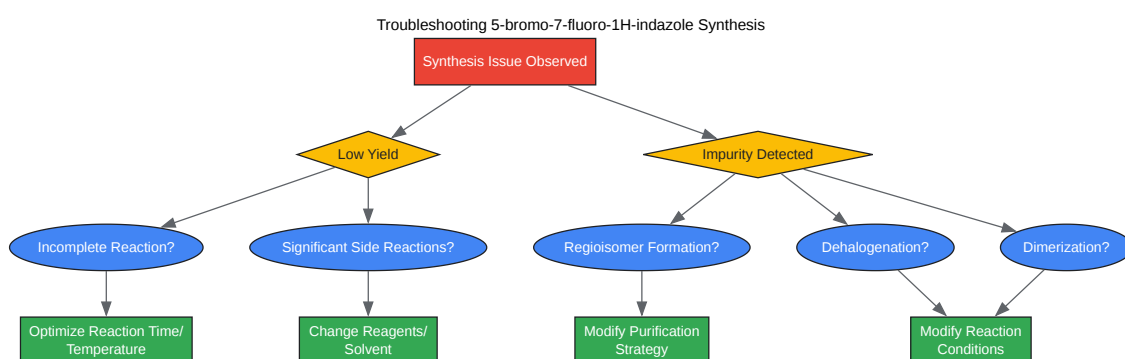 Troubleshooting 5-bromo-7-fluoro-1H-indazole Synthesis
Synthesis Issue Observed
Low Yield
Impurity Detected
Incomplete Reaction?
Significant Side Reactions?
Regioisomer Formation?
Dehalogenation?
Dimerization?
Optimize Reaction Time/
Temperature
Change Reagents/
Solvent
Modify Purification
Strategy
Modify Reaction
Conditions